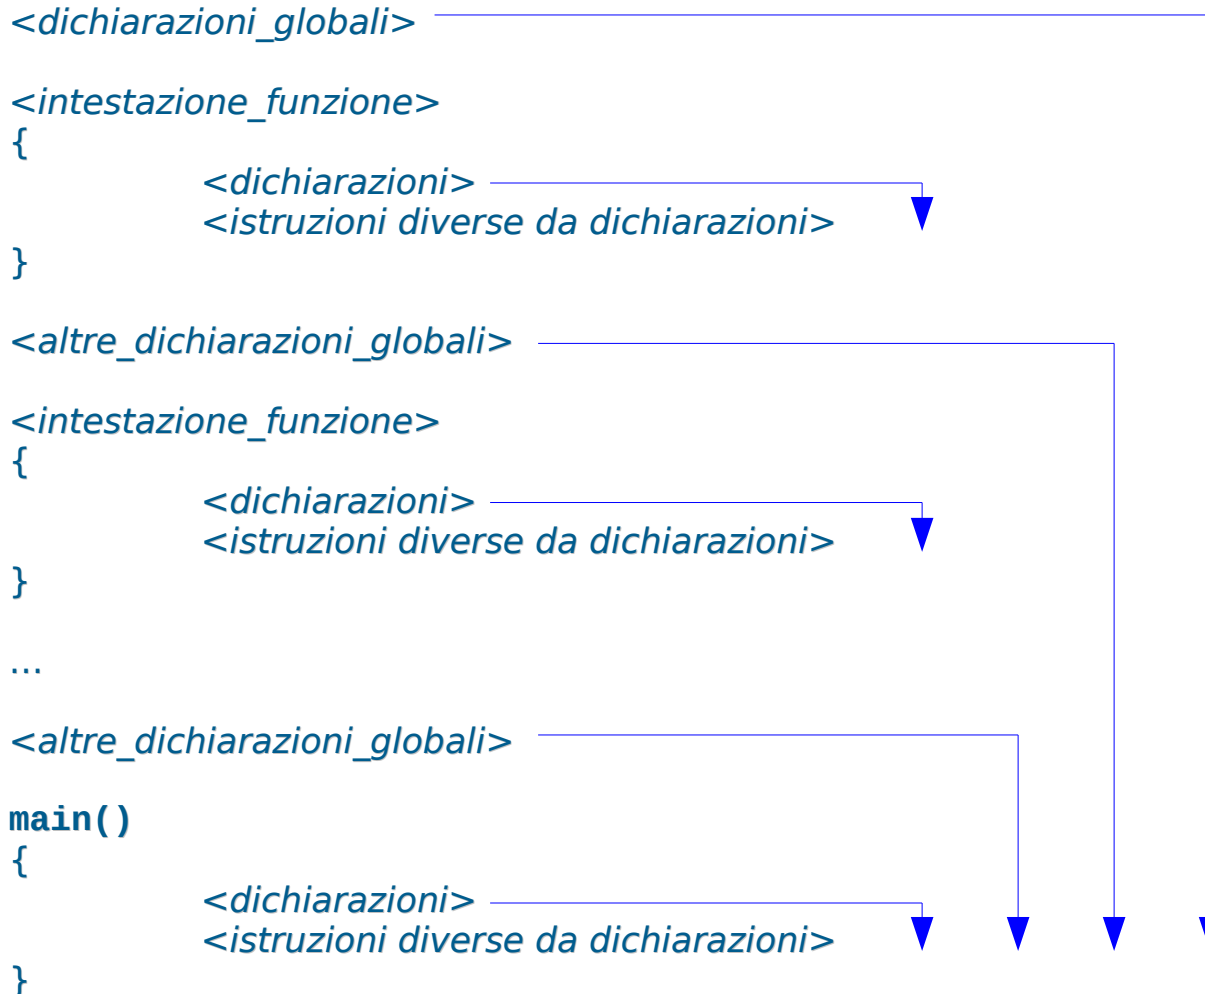 <dichiarazioni_globali>
<intestazione_funzione>
{
<dichiarazioni>
<istruzioni diverse da dichiarazioni>
}
<altre_dichiarazioni_globali>
<intestazione_funzione>
{
<dichiarazioni>
<istruzioni diverse da dichiarazioni>
}
...
<altre_dichiarazioni_globali>
main()
{
<dichiarazioni>
<istruzioni diverse da dichiarazioni>
}